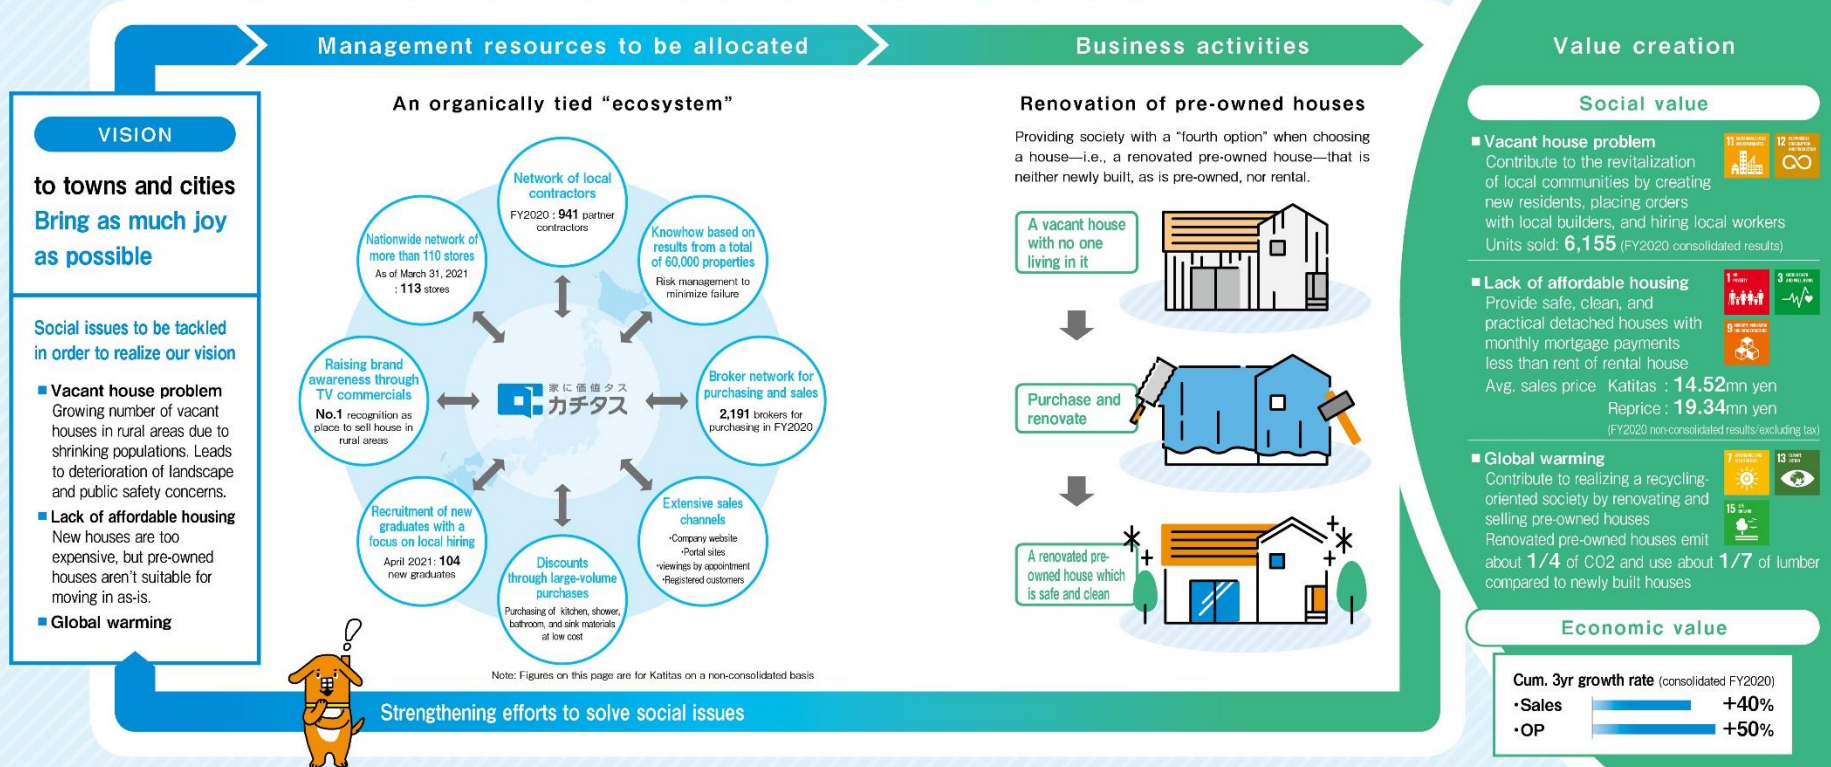 Management resources to be allocated
Business activities
Value creation
VISION
to towns and cities
Bring as much joy
as possible
Social issues to be tackled
in order to realize our vision
■ Vacant house problem
Growing number of vacant
houses in rural areas due to
shrinking populations. Leads
to deterioration of landscape
and public safety concerns.
■ Lack of affordable housing
New houses are too
expensive, but pre-owned
houses aren't suitable for
moving in as-is.
■ Global warming
An organically tied “ecosystem”
Network of local
contractors
FY2020 : 941 partner
contractors
Knowhow based on
results from a total
of 60,000 properties
Risk management to
minimize failure
Broker network for
purchasing and sales
2,191 brokers for
purchasing in FY2020
Extensive sales
channels
・Company website
・Portal sites
・viewings by appointment
・Registered customers
Discounts
through large-volume
purchases
Purchasing of kitchen, shower,
bathroom, and sink materials
at low cost
Recruitment of new
graduates with a
focus on local hiring
April 2021: 104
new graduates
Raising brand
awareness through
TV commercials
No.1 recognition as
place to sell house in
rural areas
Nationwide network of
more than 110 stores
As of March 31, 2021
: 113 stores
家に価値タス
カチタス
Note: Figures on this page are for Katitas on a non-consolidated basis
Strengthening efforts to solve social issues
Renovation of pre-owned houses
Providing society with a “fourth option” when choosing
a house—i.e., a renovated pre-owned house—that is
neither newly built, as is pre-owned, nor rental.
A vacant house
with no one
living in it
Purchase and
renovate
A renovated pre-
owned house which
is safe and clean
Social value
■ Vacant house problem
Contribute to the revitalization
of local communities by creating
new residents, placing orders
with local builders, and hiring local workers
Units sold: 6,155 (FY2020 consolidated results)
11
12
■ Lack of affordable housing
Provide safe, clean, and
practical detached houses with
monthly mortgage payments
less than rent of rental house
Avg. sales price Katitas : 14.52mn yen
Reprice : 19.34mn yen
(FY2020 non-consolidated results/excluding tax)
1
3
9
■ Global warming
Contribute to realizing a recycling-
oriented society by renovating and
selling pre-owned houses
Renovated pre-owned houses emit
about 1/4 of CO2 and use about 1/7 of lumber
compared to newly built houses
7
13
15
Economic value
Cum. 3yr growth rate (consolidated FY2020)
・Sales +40%
・OP +50%